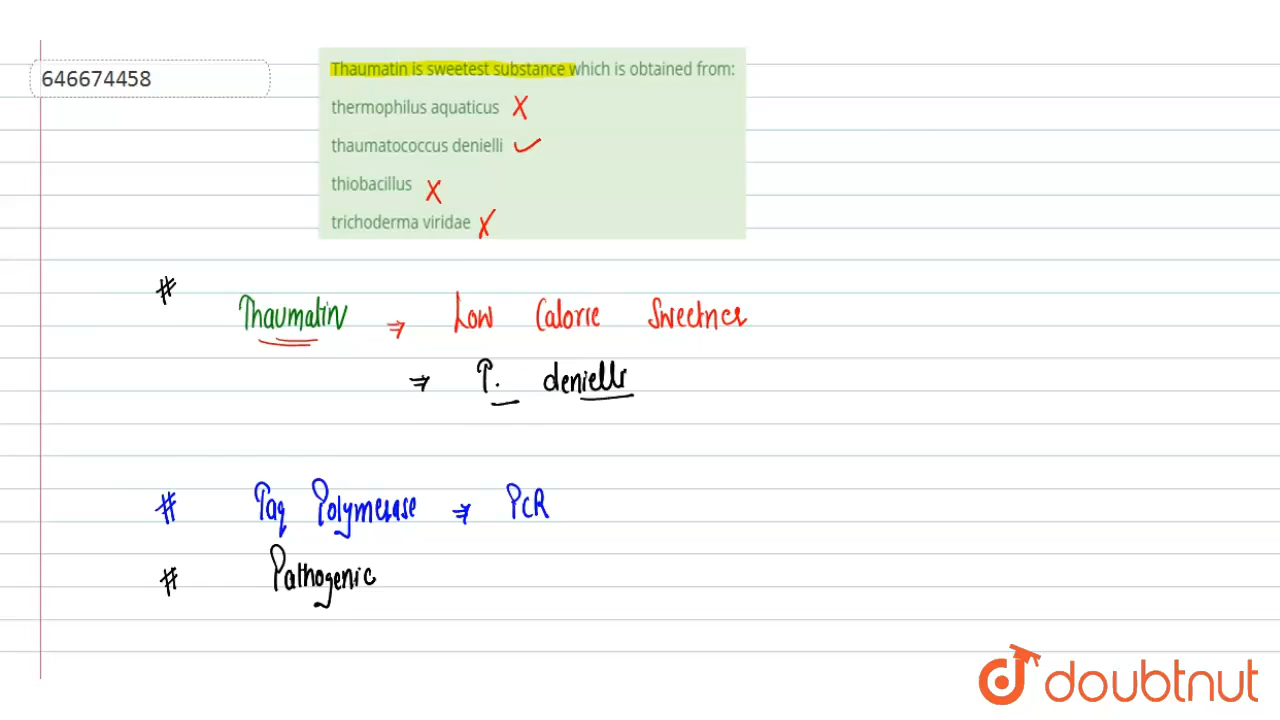 646674458
Thaumatin is sweetest substance which is obtained from:
thermophilus aquaticus X
thaumatococcus denielli ✓
thiobacillus X
trichoderma viridae X
# Thaumatin ⇒ Low Calorie Sweetner
⇒ T. denielli
# Taq Polymerase ⇒ PCR
# Pathogenic
doubtnut